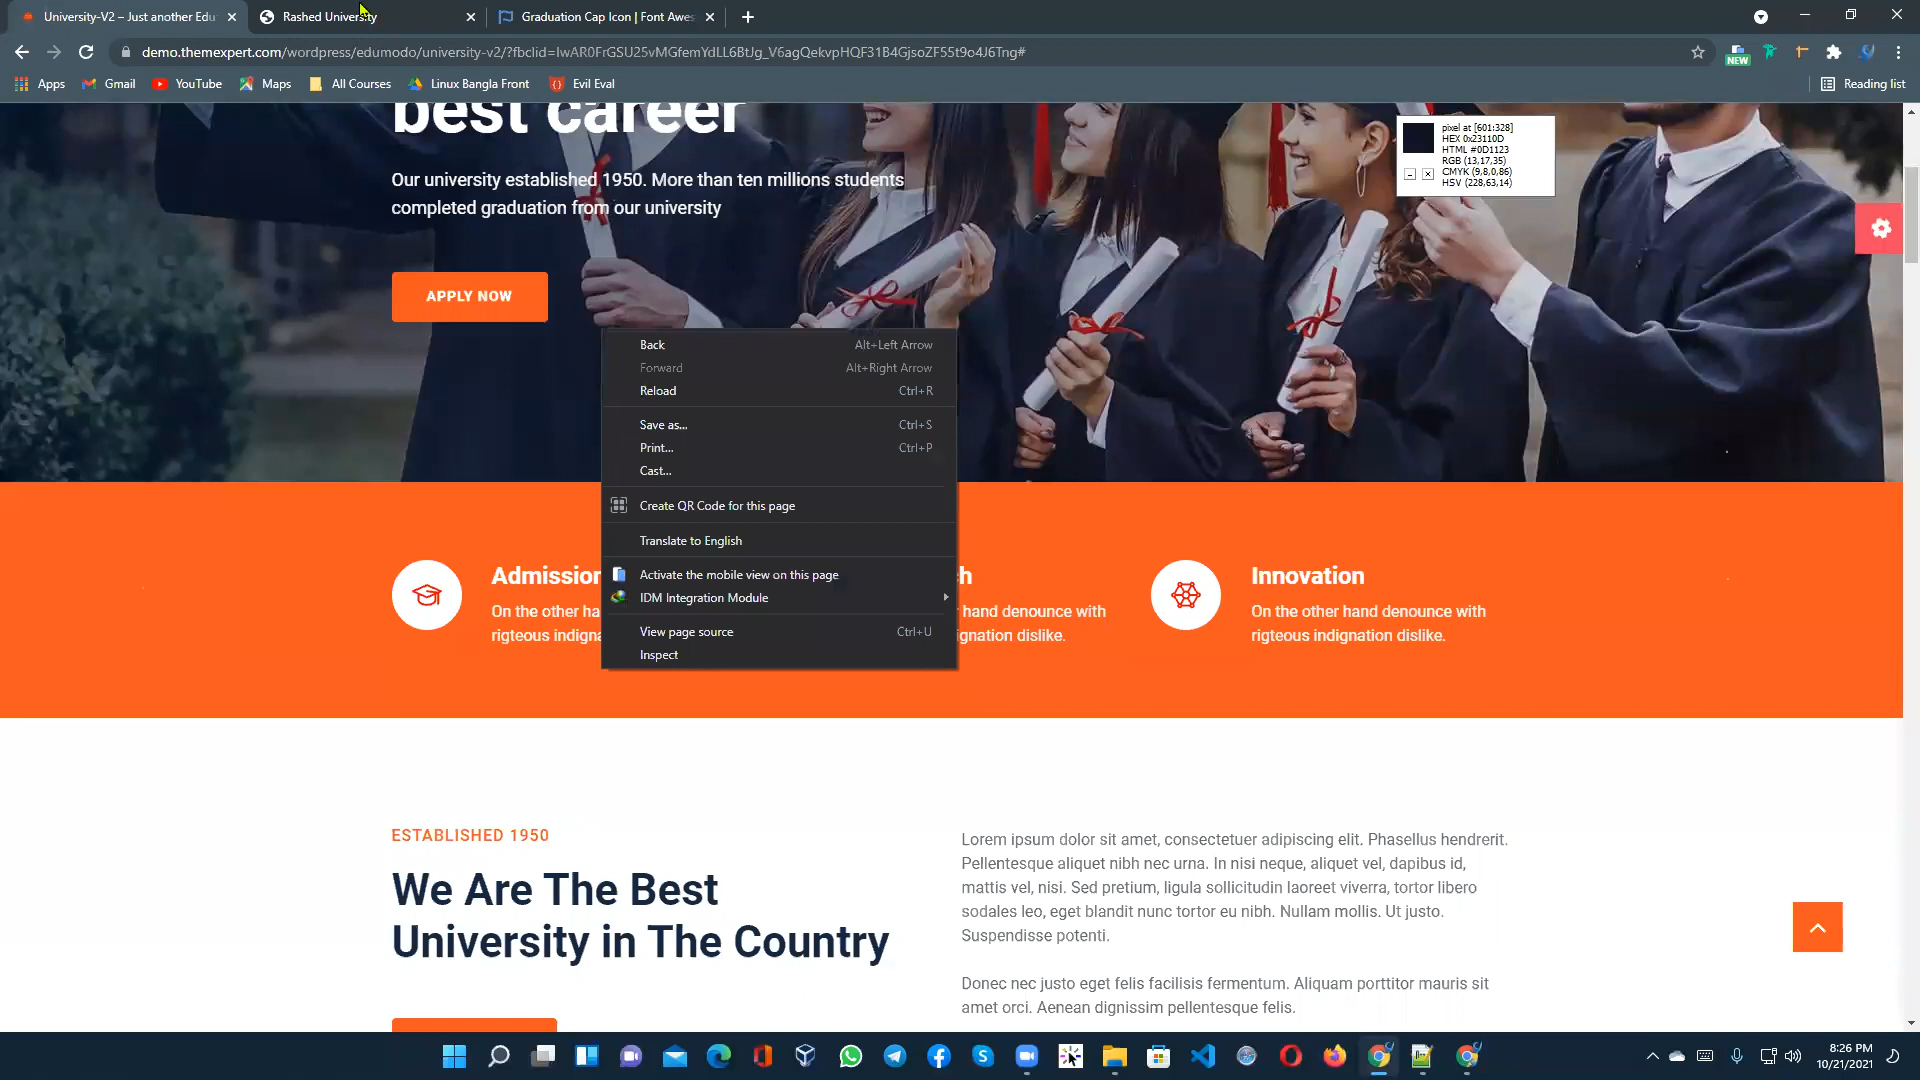 University-V2 – Just another Edu
Rashed University
Graduation Cap Icon | Font Awes
demo.themexpert.com/wordpress/edumodo/university-v2/?fbclid=IwAR0FrGSU25vMGfemYdLL6BtJg_V6agQekvpHQF31B4GjsoZF55t9o4J6Tng#
NEW
Apps
Gmail
YouTube
Maps
All Courses
Linux Bangla Front
Evil Eval
Reading list
best career
Our university established 1950. More than ten millions students
completed graduation from our university
APPLY NOW
pixel at [601:328]
HEX 0x23110D
HTML #0D1123
RGB (13,17,35)
CMYK (9,8,0,86)
HSV (228,63,14)
Back Alt+Left Arrow
Forward Alt+Right Arrow
Reload Ctrl+R
Save as... Ctrl+S
Print... Ctrl+P
Cast...
Create QR Code for this page
Translate to English
Activate the mobile view on this page
IDM Integration Module
View page source Ctrl+U
Inspect
Admission
On the other ha
rigteous indigna
h
hand denounce with
ignation dislike.
Innovation
On the other hand denounce with
rigteous indignation dislike.
ESTABLISHED 1950
We Are The Best
University in The Country
Lorem ipsum dolor sit amet, consectetuer adipiscing elit. Phasellus hendrerit.
Pellentesque aliquet nibh nec urna. In nisi neque, aliquet vel, dapibus id,
mattis vel, nisi. Sed pretium, ligula sollicitudin laoreet viverra, tortor libero
sodales leo, eget blandit nunc tortor eu nibh. Nullam mollis. Ut justo.
Suspendisse potenti.
Donec nec justo eget felis facilisis fermentum. Aliquam porttitor mauris sit
amet orci. Aenean dignissim pellentesque felis.
8:26 PM
10/21/2021